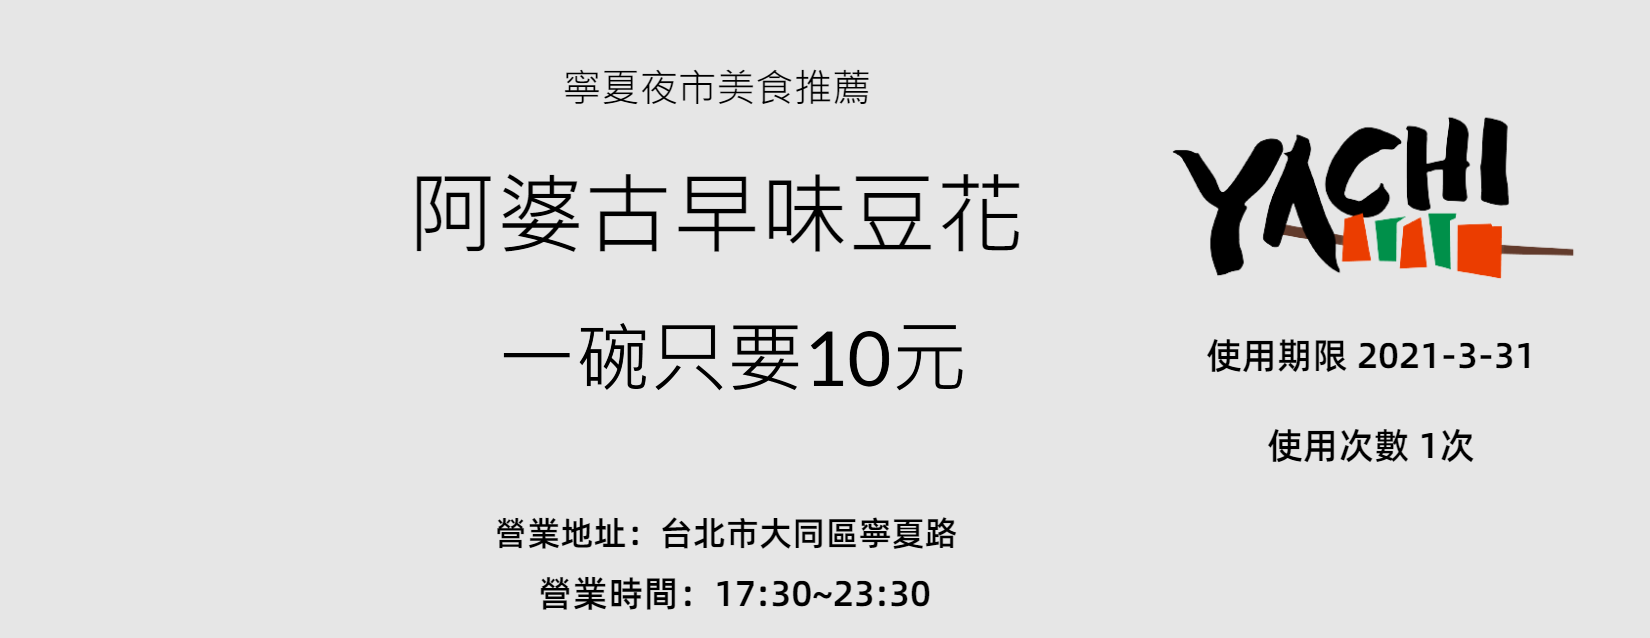 寧夏夜市美食推薦
阿婆古早味豆花
一碗只要10元
營業地址：台北市大同區寧夏路
營業時間：17:30~23:30
YACHI
使用期限 2021-3-31
使用次數 1次